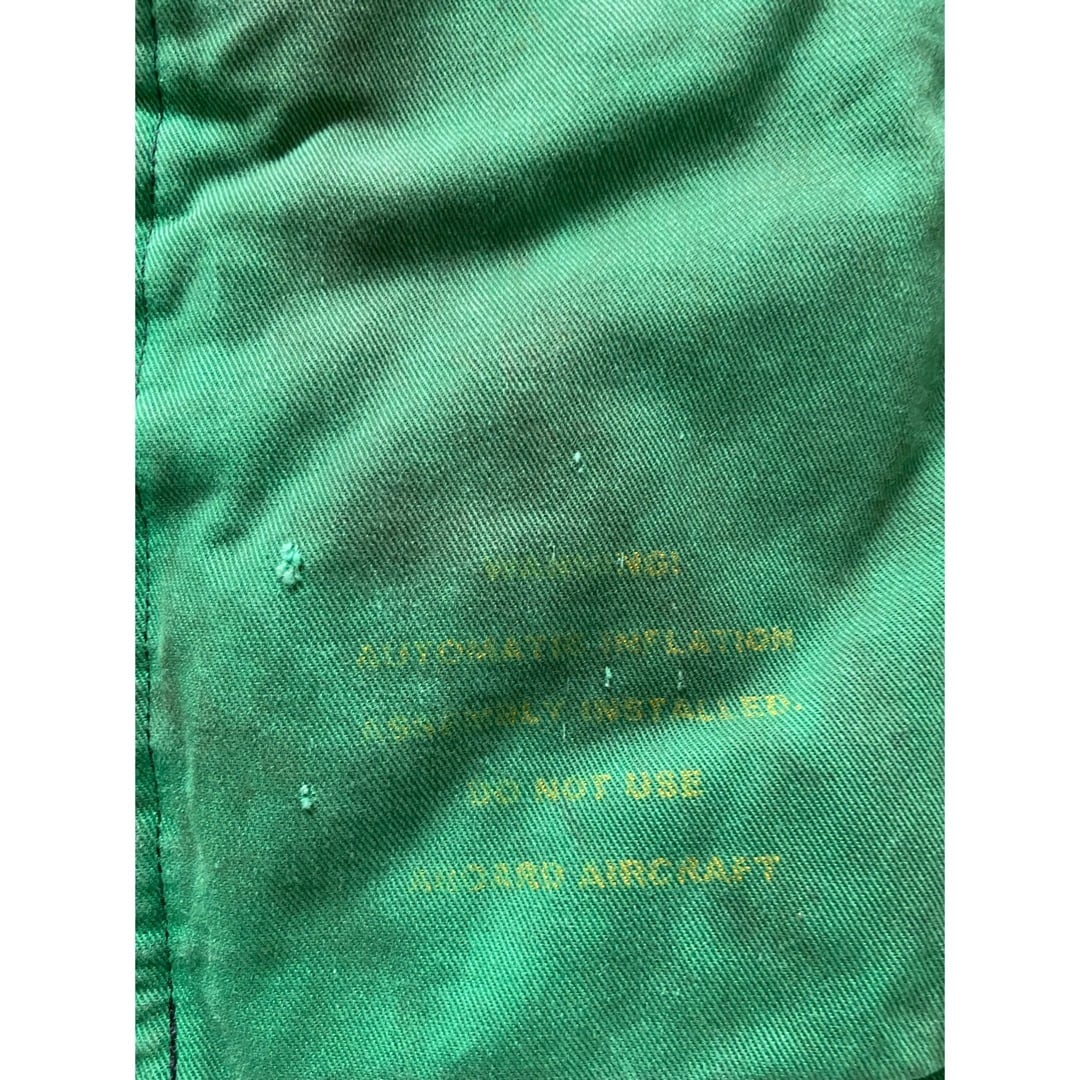 WARNING!
AUTOMATIC INFLATION
ASSEMBLY INSTALLED.
DO NOT USE
ABOARD AIRCRAFT